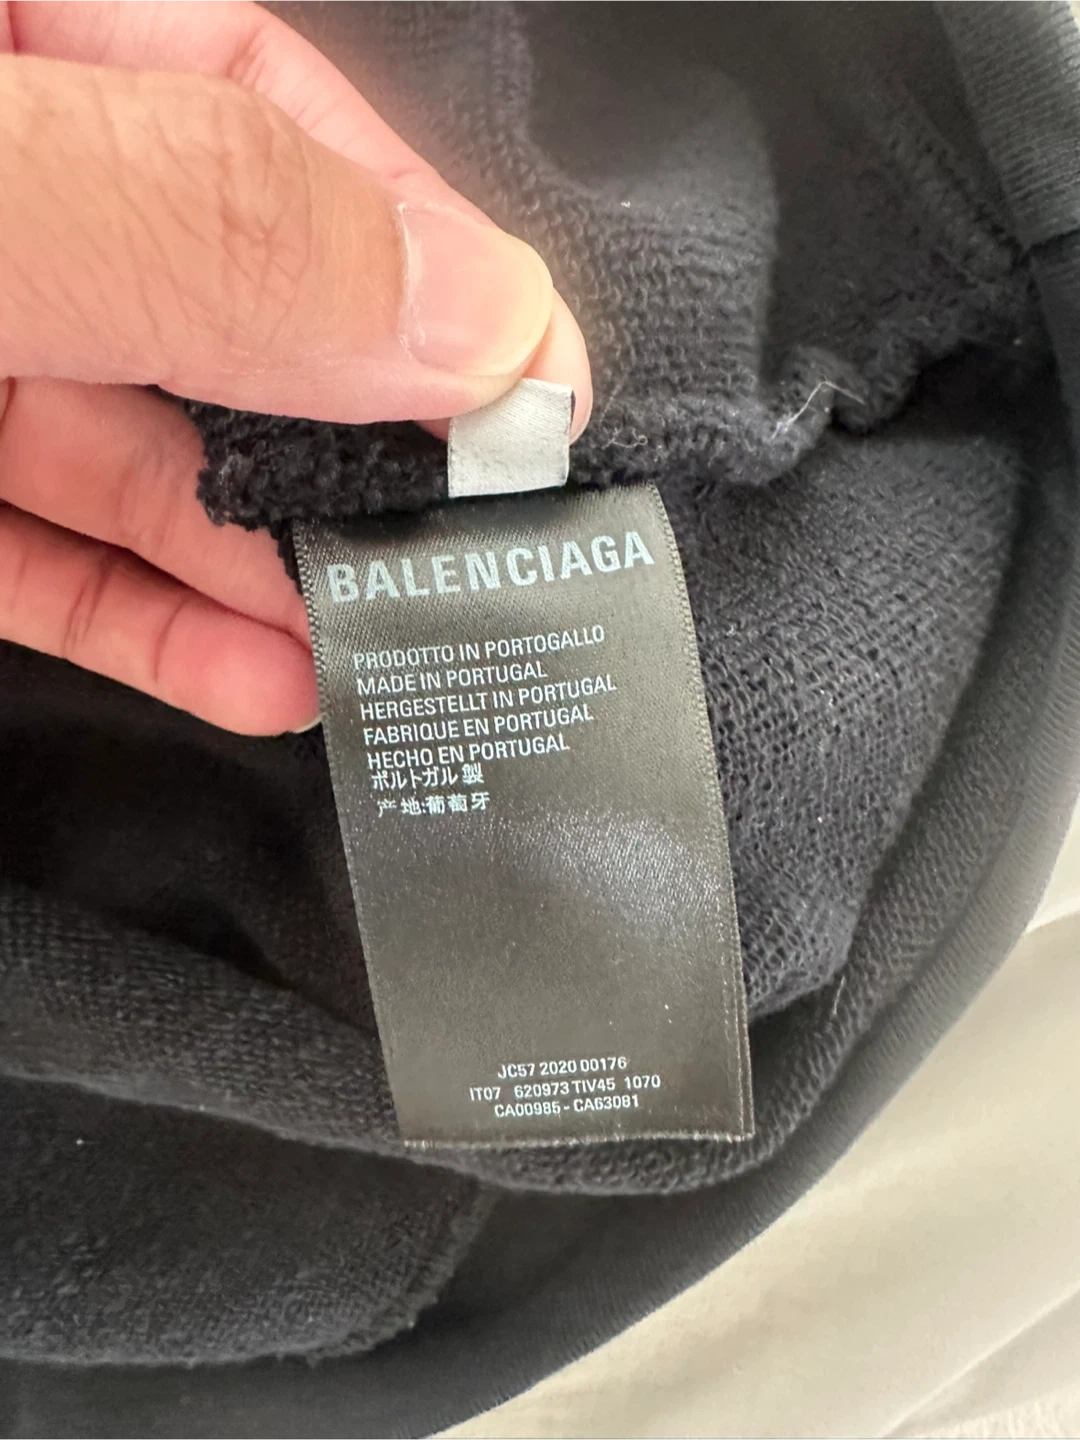 BALENCIAGA
PRODOTTO IN PORTOGALLO
MADE IN PORTUGAL
HERGESTELLT IN PORTUGAL
FABRIQUE EN PORTUGAL
HECHO EN PORTUGAL
ポルトガル製
产地:葡萄牙
JC57 2020 00176
IT07 620973 TIV45 1070
CA00985 - CA63081